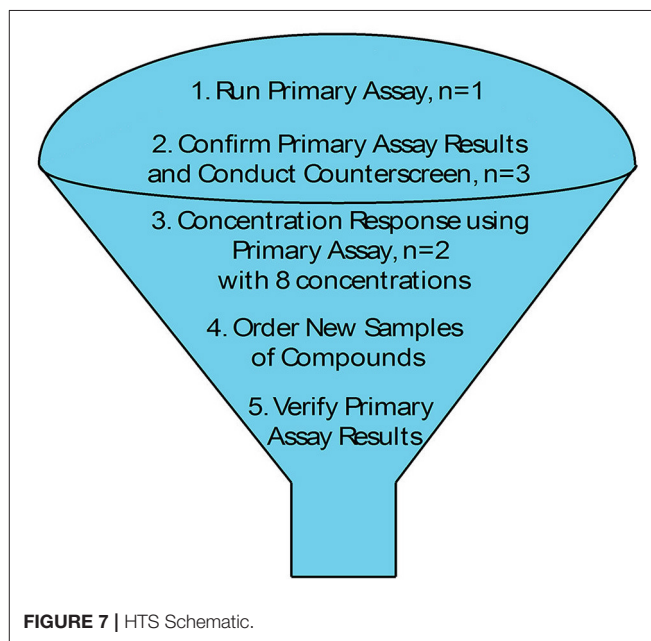 1. Run Primary Assay, n=1
2. Confirm Primary Assay Results
and Conduct Counterscreen, n=3
3. Concentration Response using
Primary Assay, n=2
with 8 concentrations
4. Order New Samples
of Compounds
5. Verify Primary
Assay Results
FIGURE 7 | HTS Schematic.